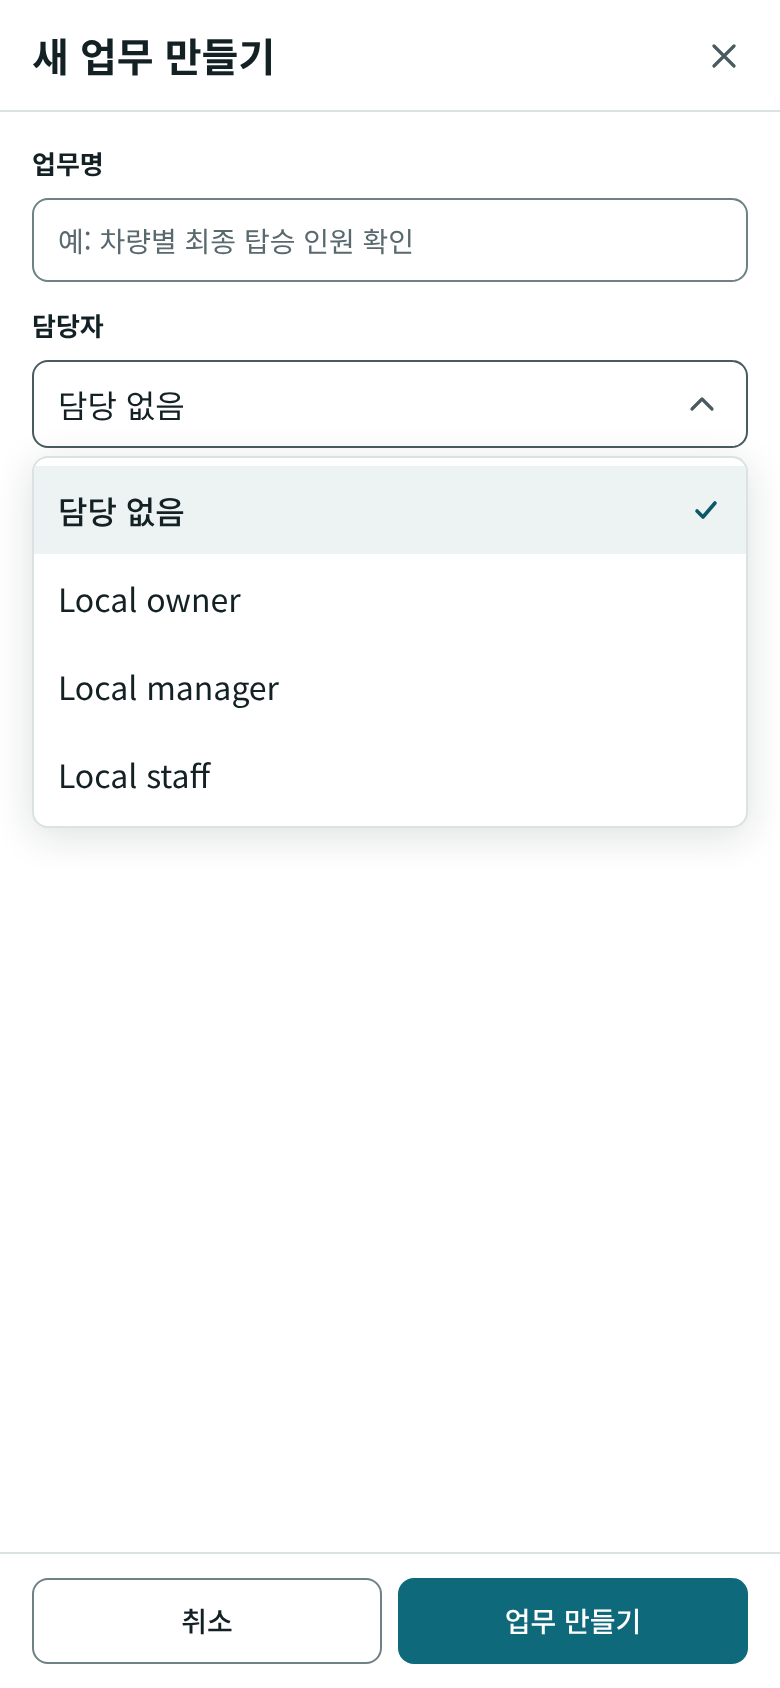 새 업무 만들기
업무명
예: 차량별 최종 탑승 인원 확인
담당자
담당 없음
담당 없음
Local owner
Local manager
Local staff
취소
업무 만들기